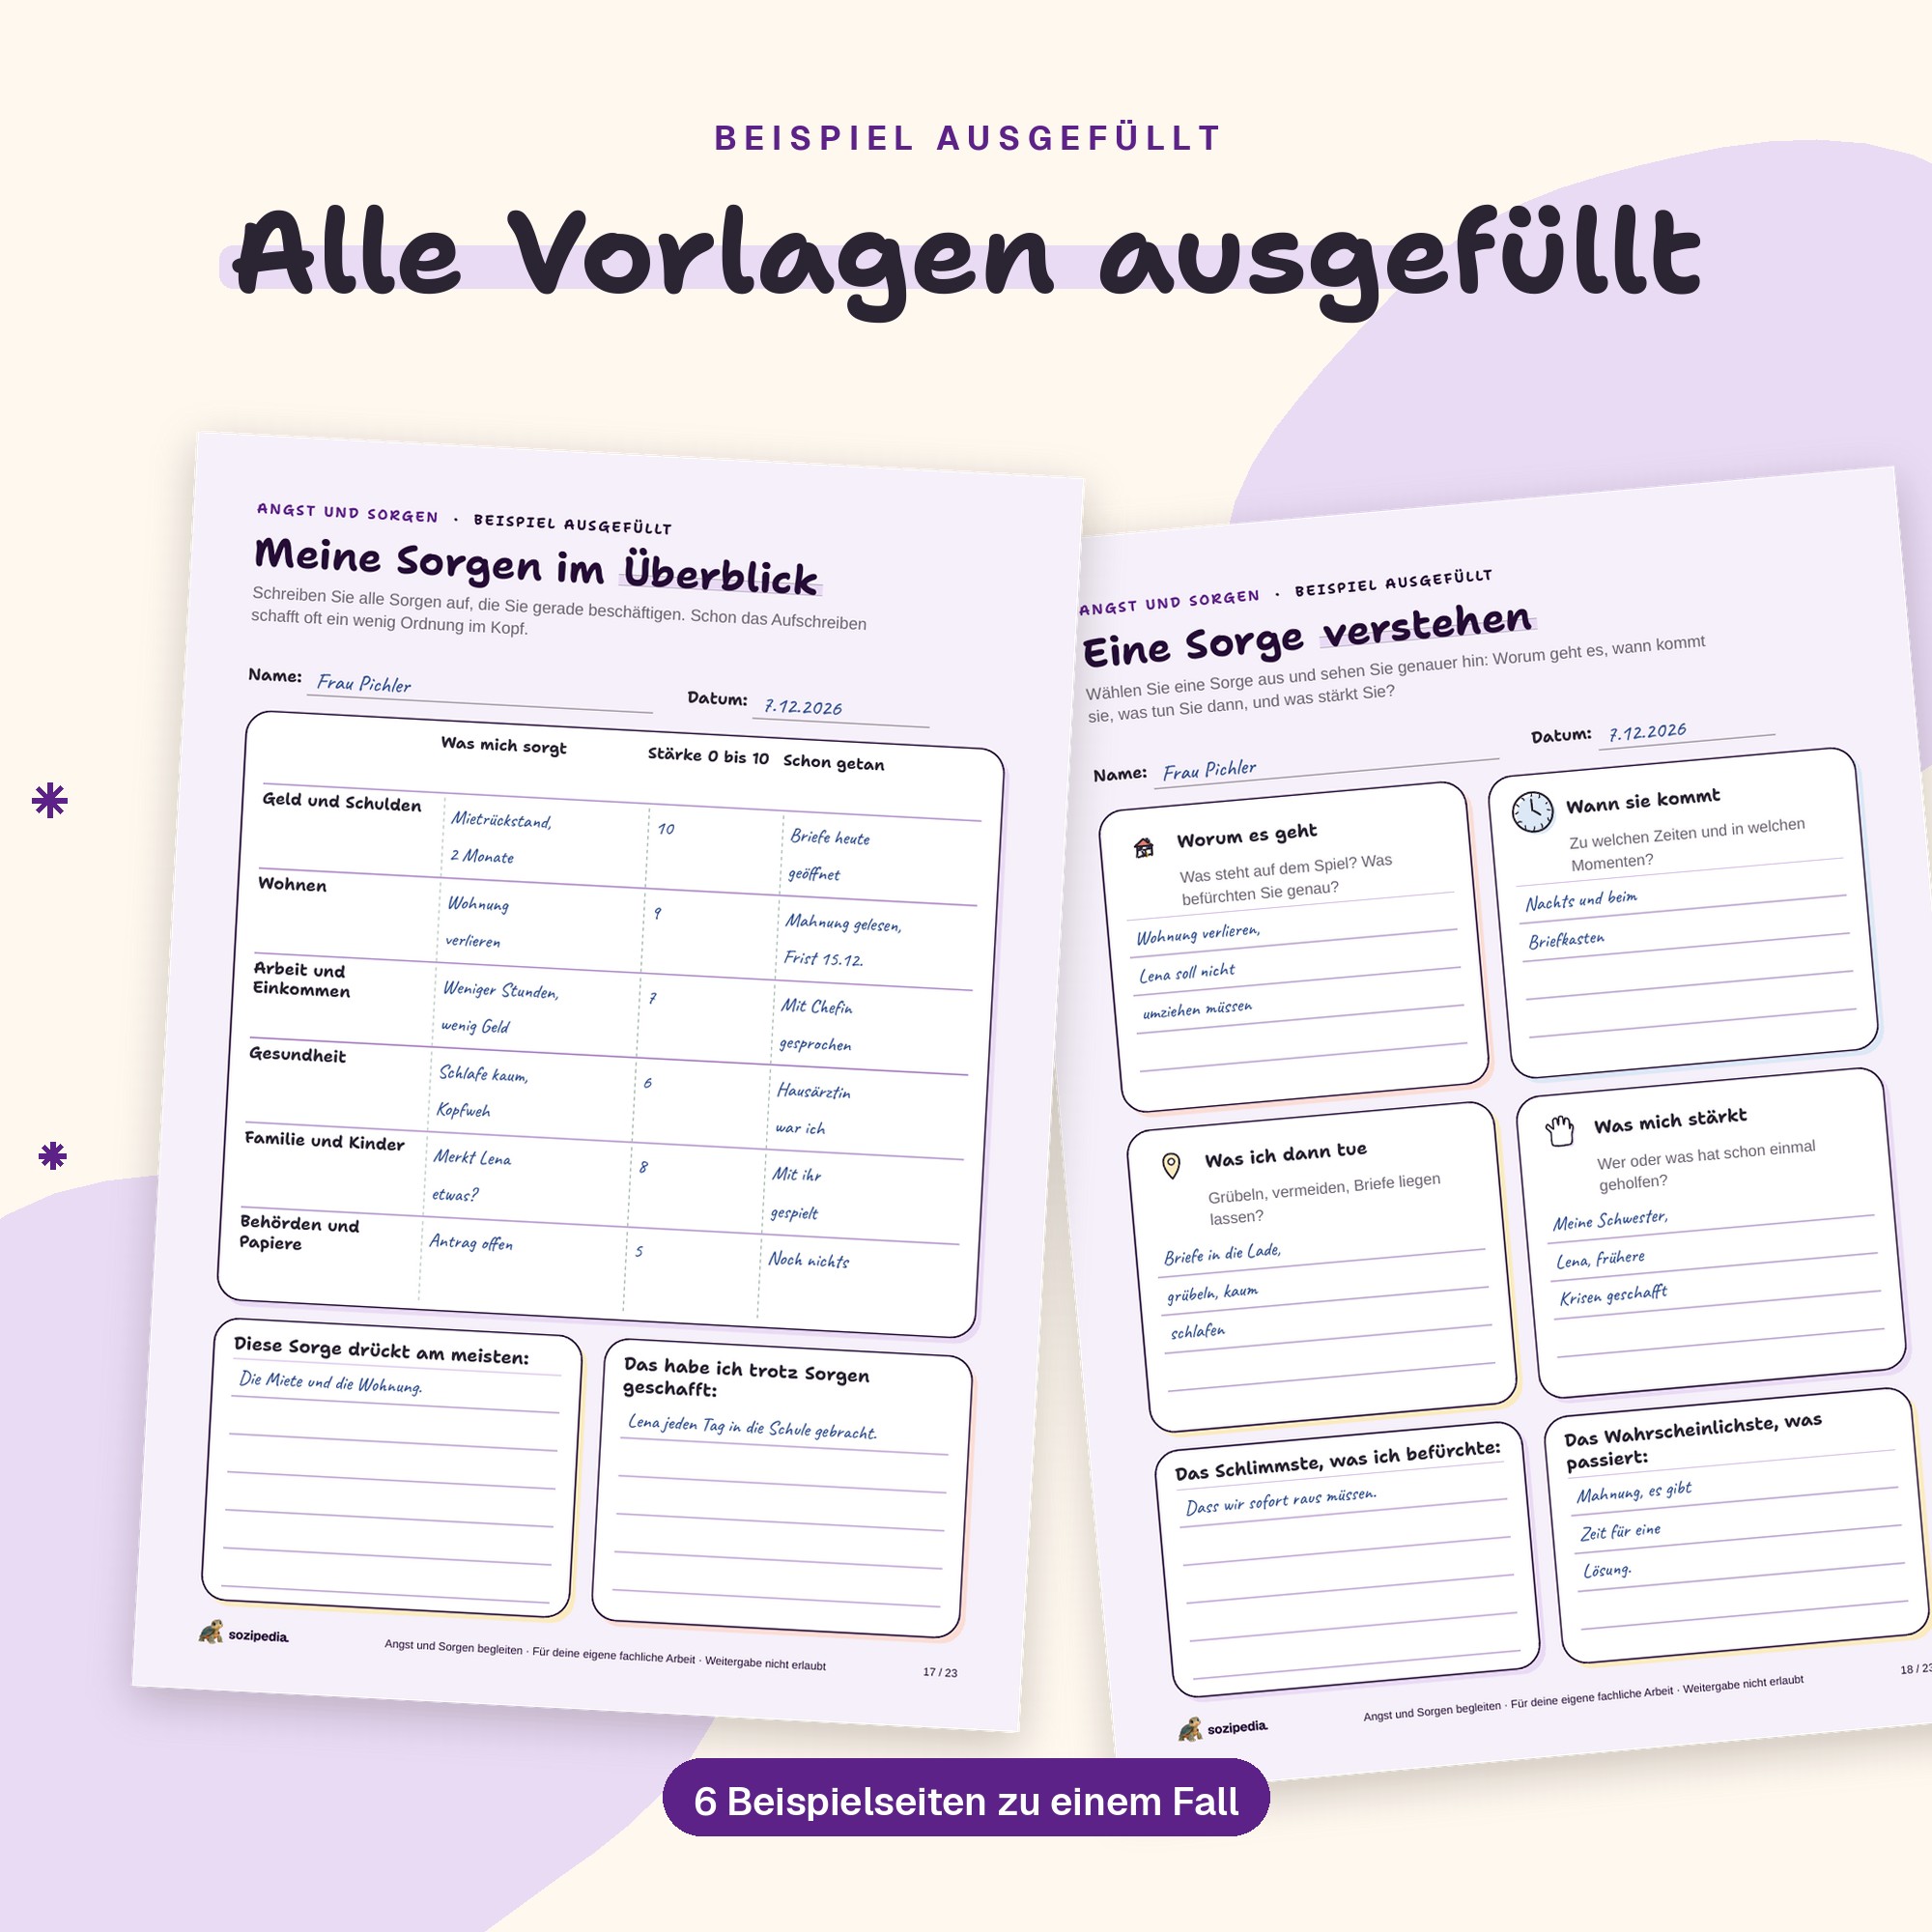 BEISPIEL AUSGEFÜLLT
Alle Vorlagen ausgefüllt
ANGST UND SORGEN · BEISPIEL AUSGEFÜLLT
Meine Sorgen im Überblick
Schreiben Sie alle Sorgen auf, die Sie gerade beschäftigen. Schon das Aufschreiben
schafft oft ein wenig Ordnung im Kopf.
Name: Frau Pichler Datum: 7.12.2026
Was mich sorgt Stärke 0 bis 10 Schon getan
Geld und Schulden Mietrückstand, 10 Briefe heute
2 Monate geöffnet
Wohnen Wohnung 9 Mahnung gelesen,
verlieren Frist 15.12.
Arbeit und Weniger Stunden, 7 Mit Chefin
Einkommen wenig Geld gesprochen
Gesundheit Schlafe kaum, 6 Hausärztin
Kopfweh war ich
Familie und Kinder Merkt Lena 8 Mit ihr
etwas? gespielt
Behörden und Antrag offen 5 Noch nichts
Papiere
Diese Sorge drückt am meisten:
Die Miete und die Wohnung.
Das habe ich trotz Sorgen
geschafft:
Lena jeden Tag in die Schule gebracht.
sozipedia.
Angst und Sorgen begleiten · Für deine eigene fachliche Arbeit · Weitergabe nicht erlaubt
17 / 23
ANGST UND SORGEN · BEISPIEL AUSGEFÜLLT
Eine Sorge verstehen
Wählen Sie eine Sorge aus und sehen Sie genauer hin: Worum geht es, wann kommt
sie, was tun Sie dann, und was stärkt Sie?
Name: Frau Pichler Datum: 7.12.2026
Worum es geht
Was steht auf dem Spiel? Was
befürchten Sie genau?
Wohnung verlieren,
Lena soll nicht
umziehen müssen
Wann sie kommt
Zu welchen Zeiten und in welchen
Momenten?
Nachts und beim
Briefkasten
Was ich dann tue
Grübeln, vermeiden, Briefe liegen
lassen?
Briefe in die Lade,
grübeln, kaum
schlafen
Was mich stärkt
Wer oder was hat schon einmal
geholfen?
Meine Schwester,
Lena, frühere
Krisen geschafft
Das Schlimmste, was ich befürchte:
Dass wir sofort raus müssen.
Das Wahrscheinlichste, was
passiert:
Mahnung, es gibt
Zeit für eine
Lösung.
sozipedia.
Angst und Sorgen begleiten · Für deine eigene fachliche Arbeit · Weitergabe nicht erlaubt
18 / 23
6 Beispielseiten zu einem Fall